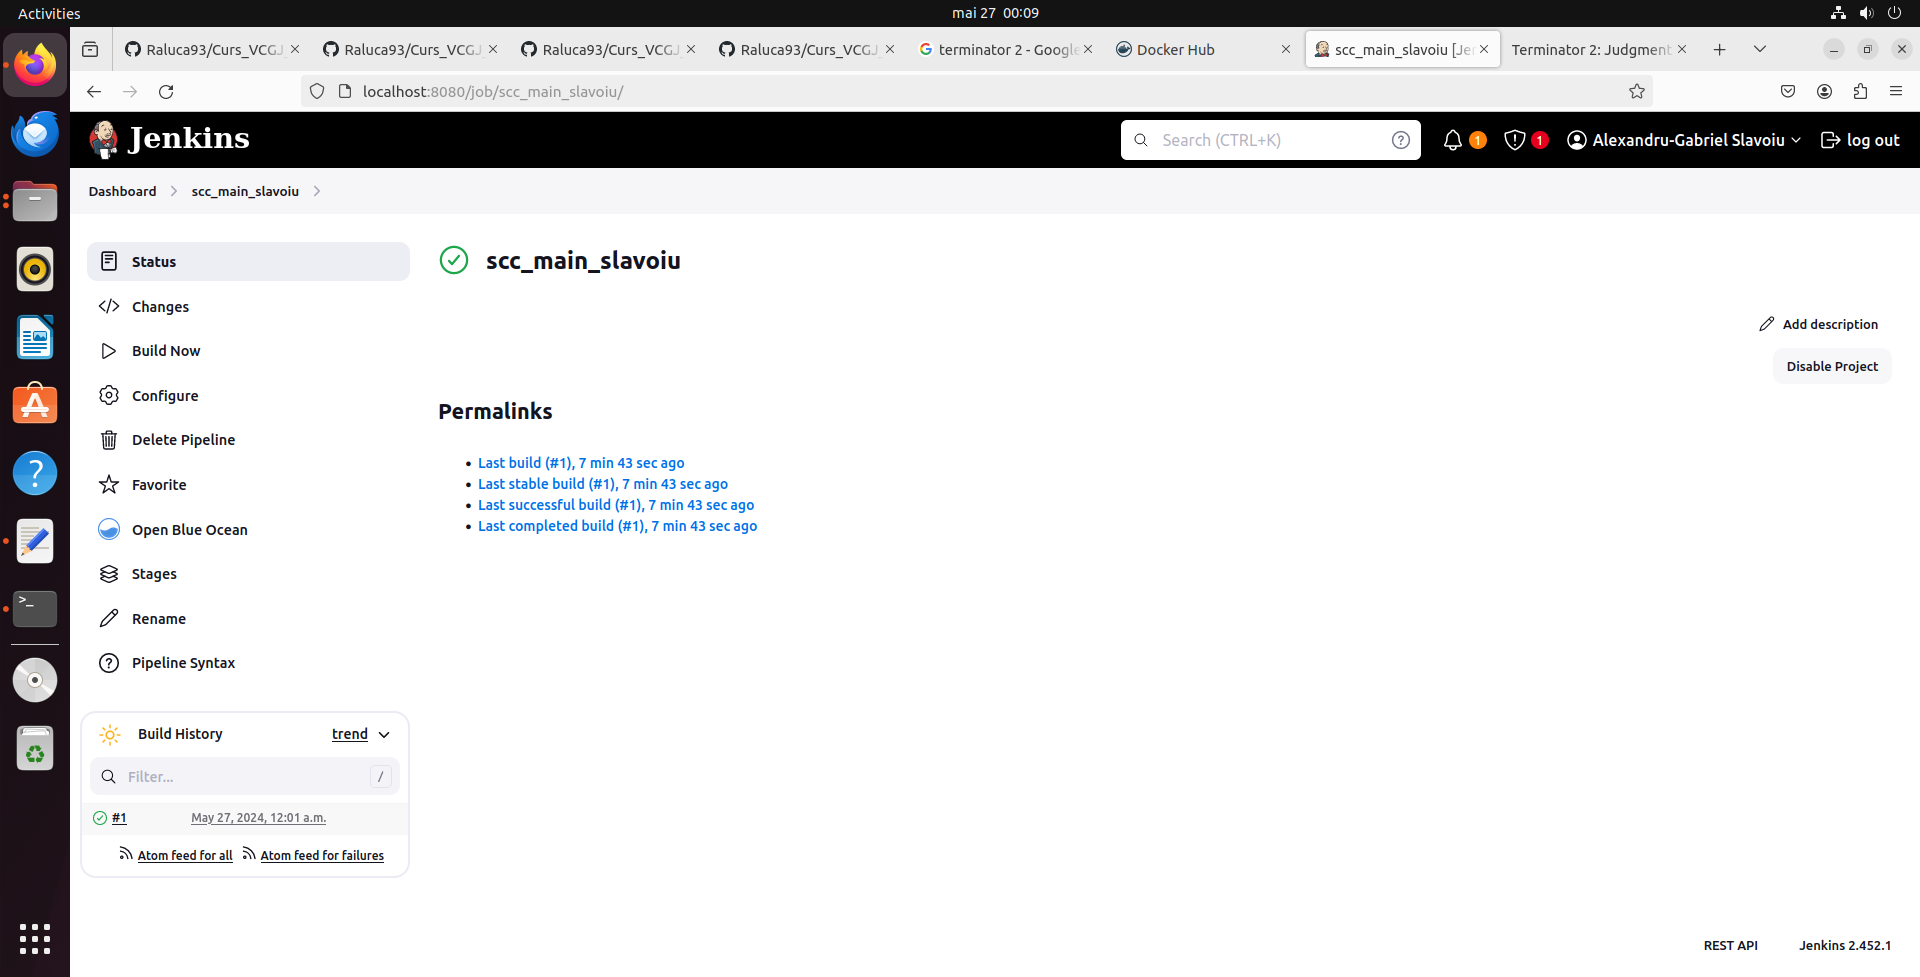 Activities
mai 27 00:09
Raluca93/Curs_VCGJ
Raluca93/Curs_VCGJ
Raluca93/Curs_VCGJ
Raluca93/Curs_VCGJ
terminator 2 - Google
Docker Hub
scc_main_slavoiu [Jen
Terminator 2: Judgment
localhost:8080/job/scc_main_slavoiu/
Jenkins
Search (CTRL+K)
1
1
Alexandru-Gabriel Slavoiu
log out
Dashboard
scc_main_slavoiu
Status
Changes
Build Now
Configure
Delete Pipeline
Favorite
Open Blue Ocean
Stages
Rename
Pipeline Syntax
Build History
trend
Filter...
/
#1
May 27, 2024, 12:01 a.m.
Atom feed for all
Atom feed for failures
scc_main_slavoiu
Add description
Disable Project
Permalinks
Last build (#1), 7 min 43 sec ago
Last stable build (#1), 7 min 43 sec ago
Last successful build (#1), 7 min 43 sec ago
Last completed build (#1), 7 min 43 sec ago
REST API
Jenkins 2.452.1